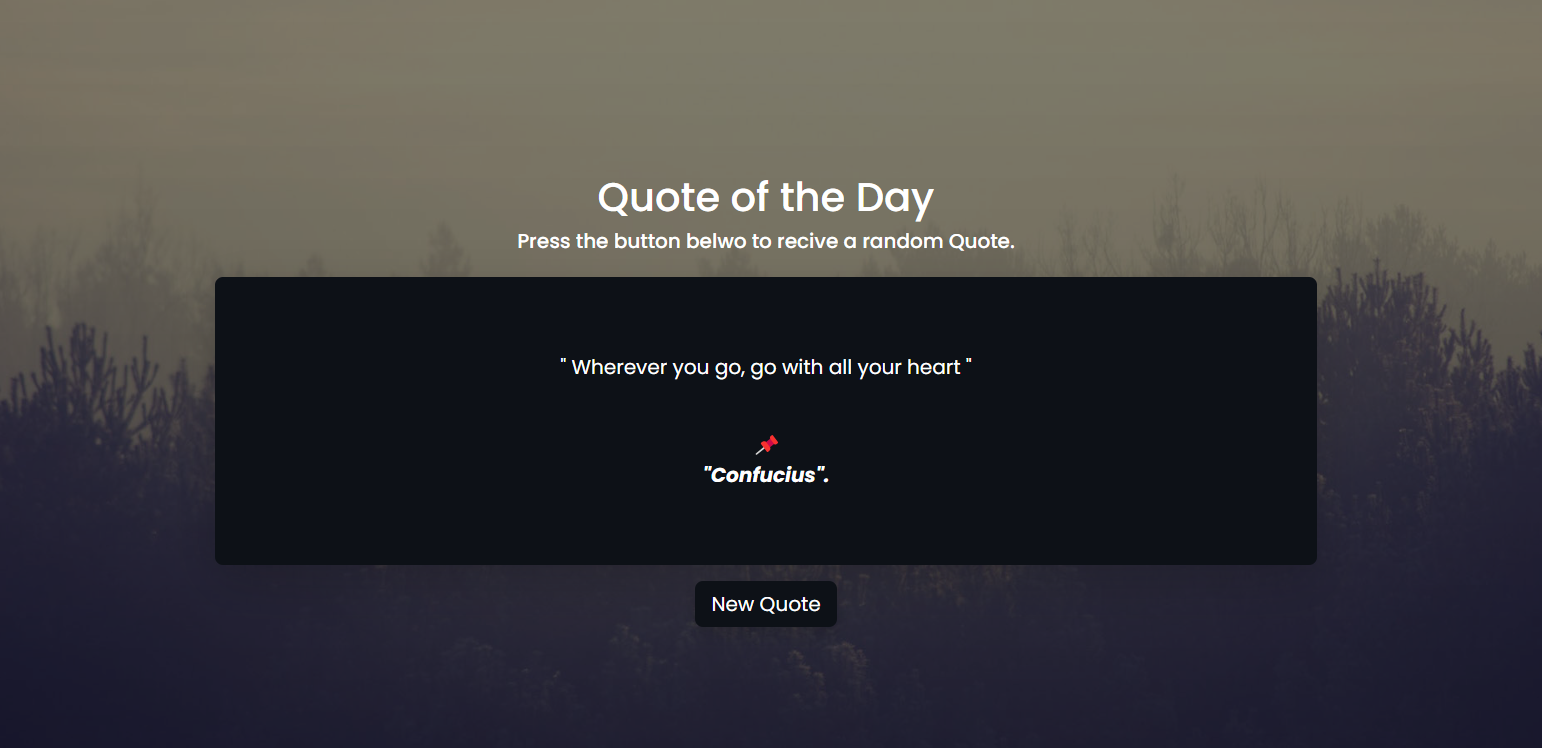 Quote of the Day
Press the button belwo to recive a random Quote.
" Wherever you go, go with all your heart "
"Confucius".
New Quote